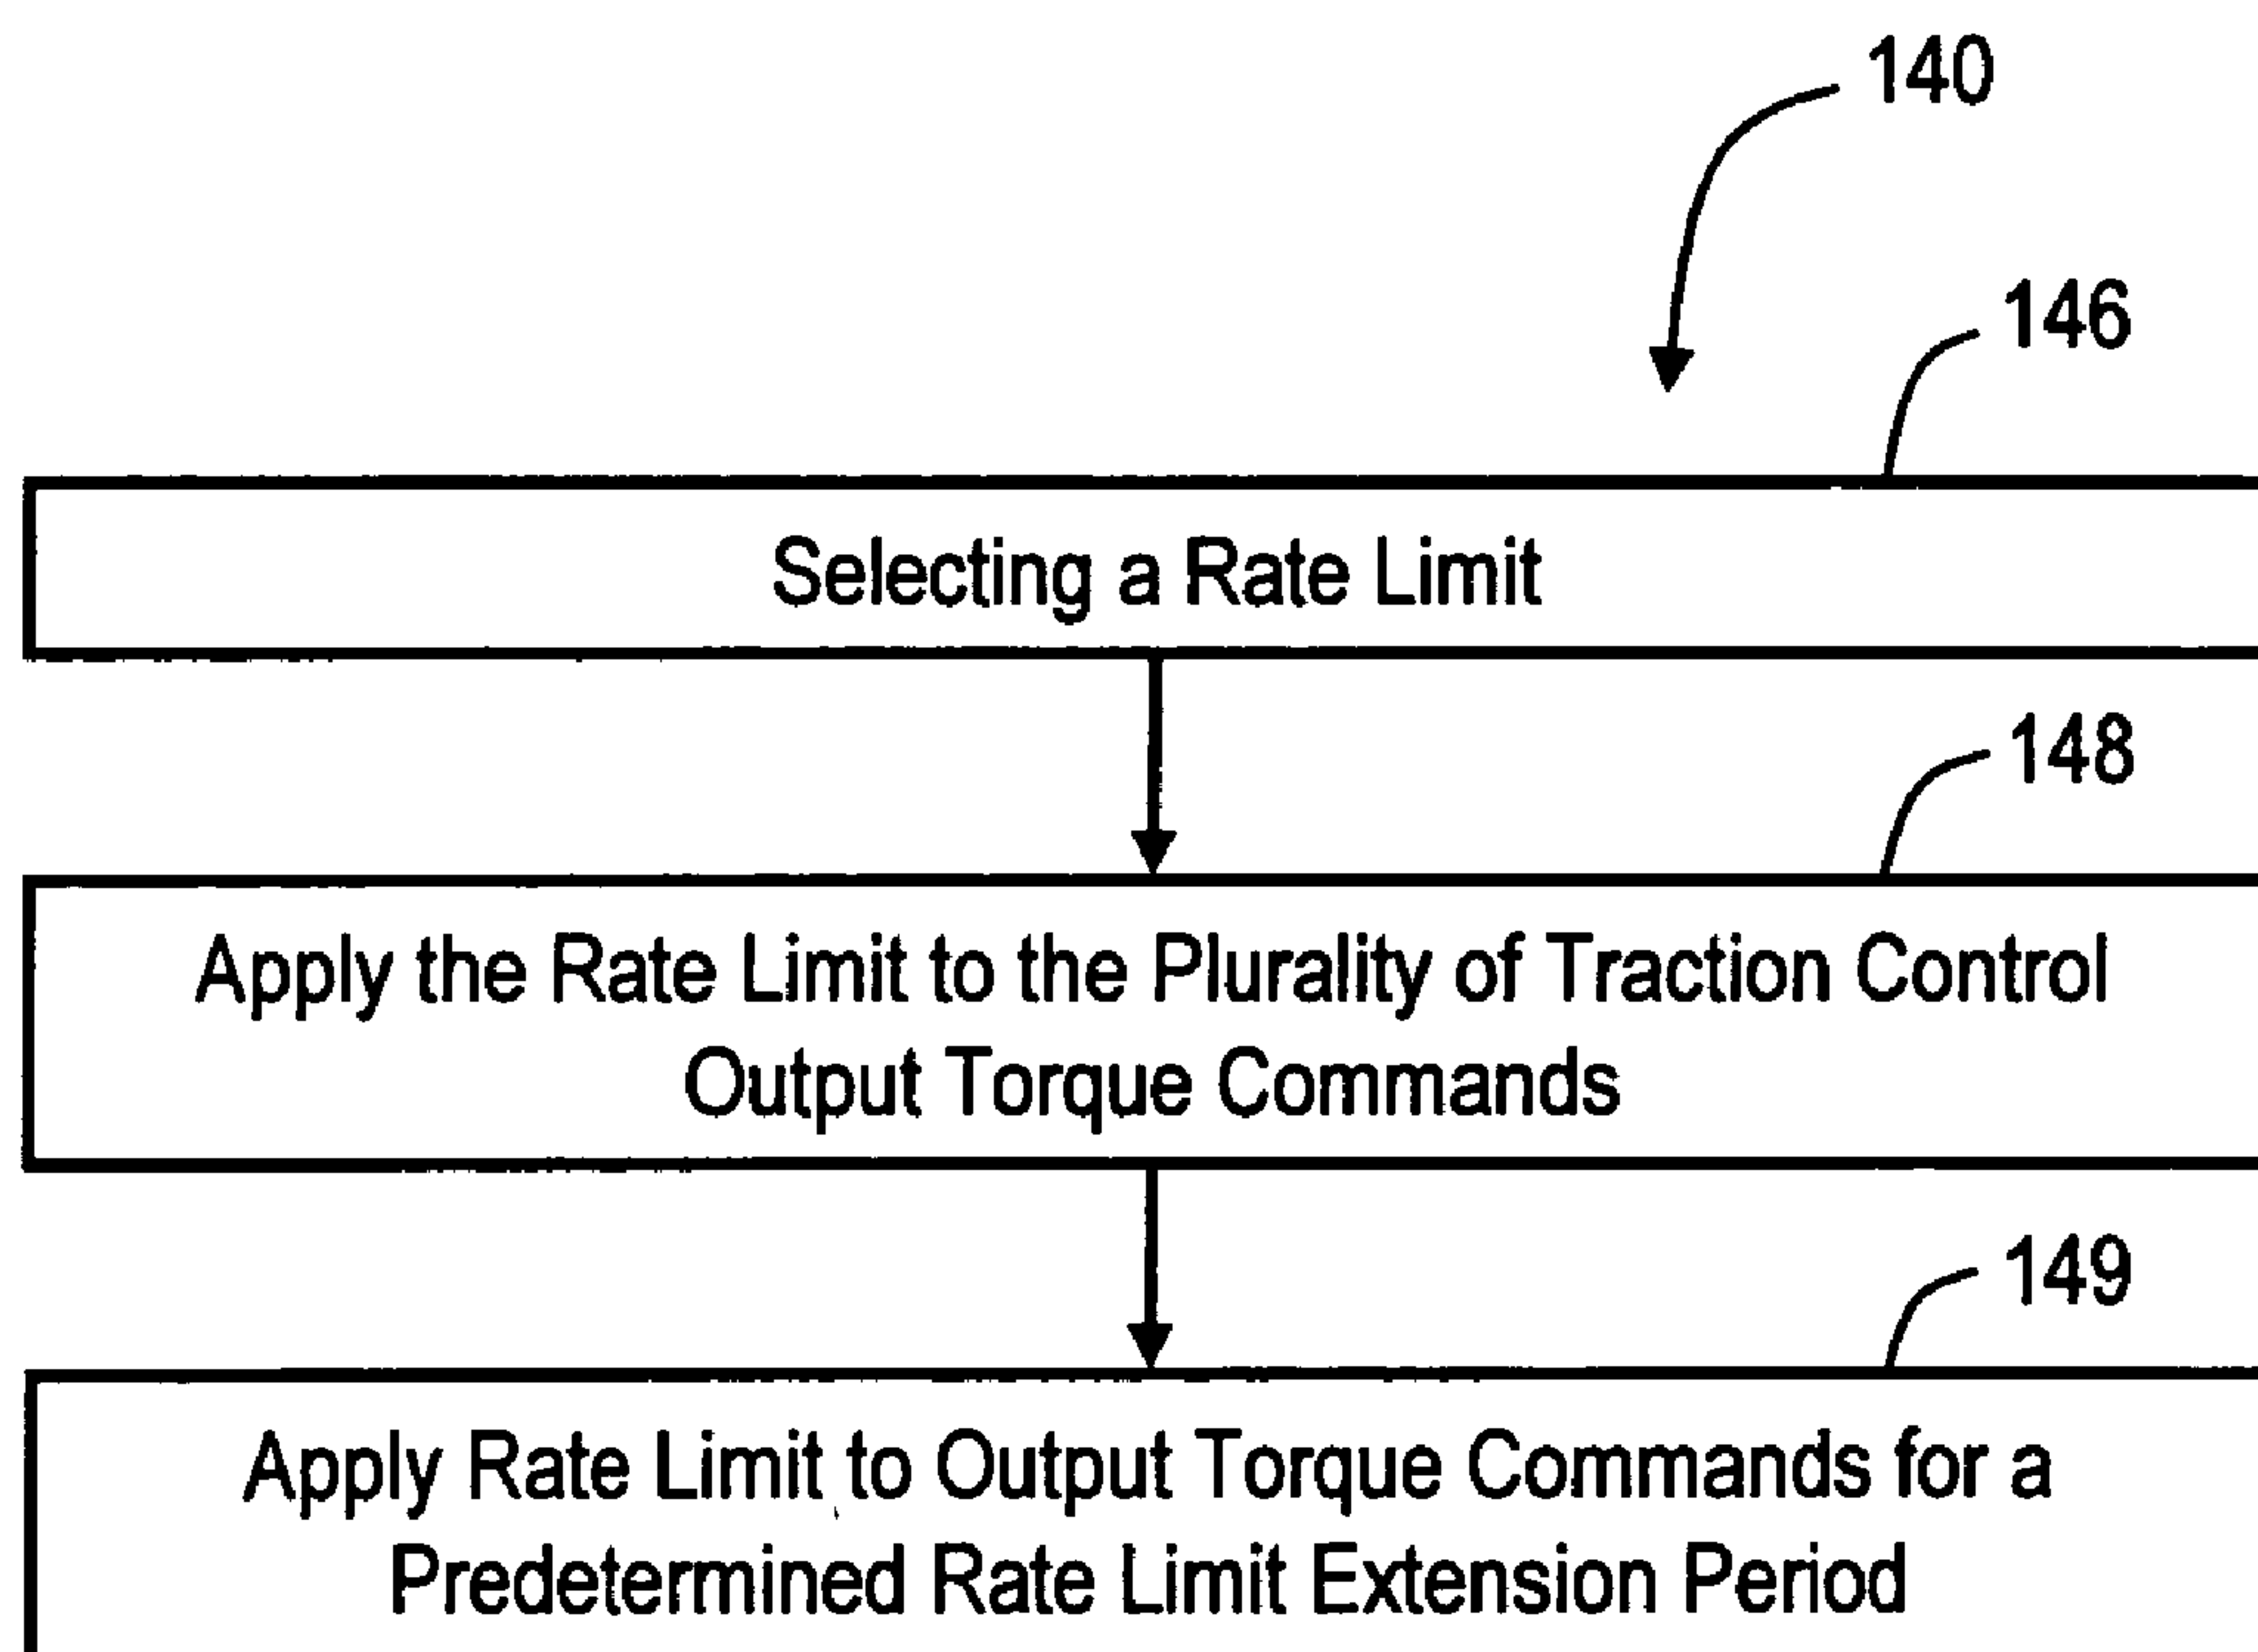 140
146
Selecting a Rate Limit
148
Apply the Rate Limit to the Plurality of Traction Control
Output Torque Commands
149
Apply Rate Limit to Output Torque Commands for a
Predetermined Rate Limit Extension Period